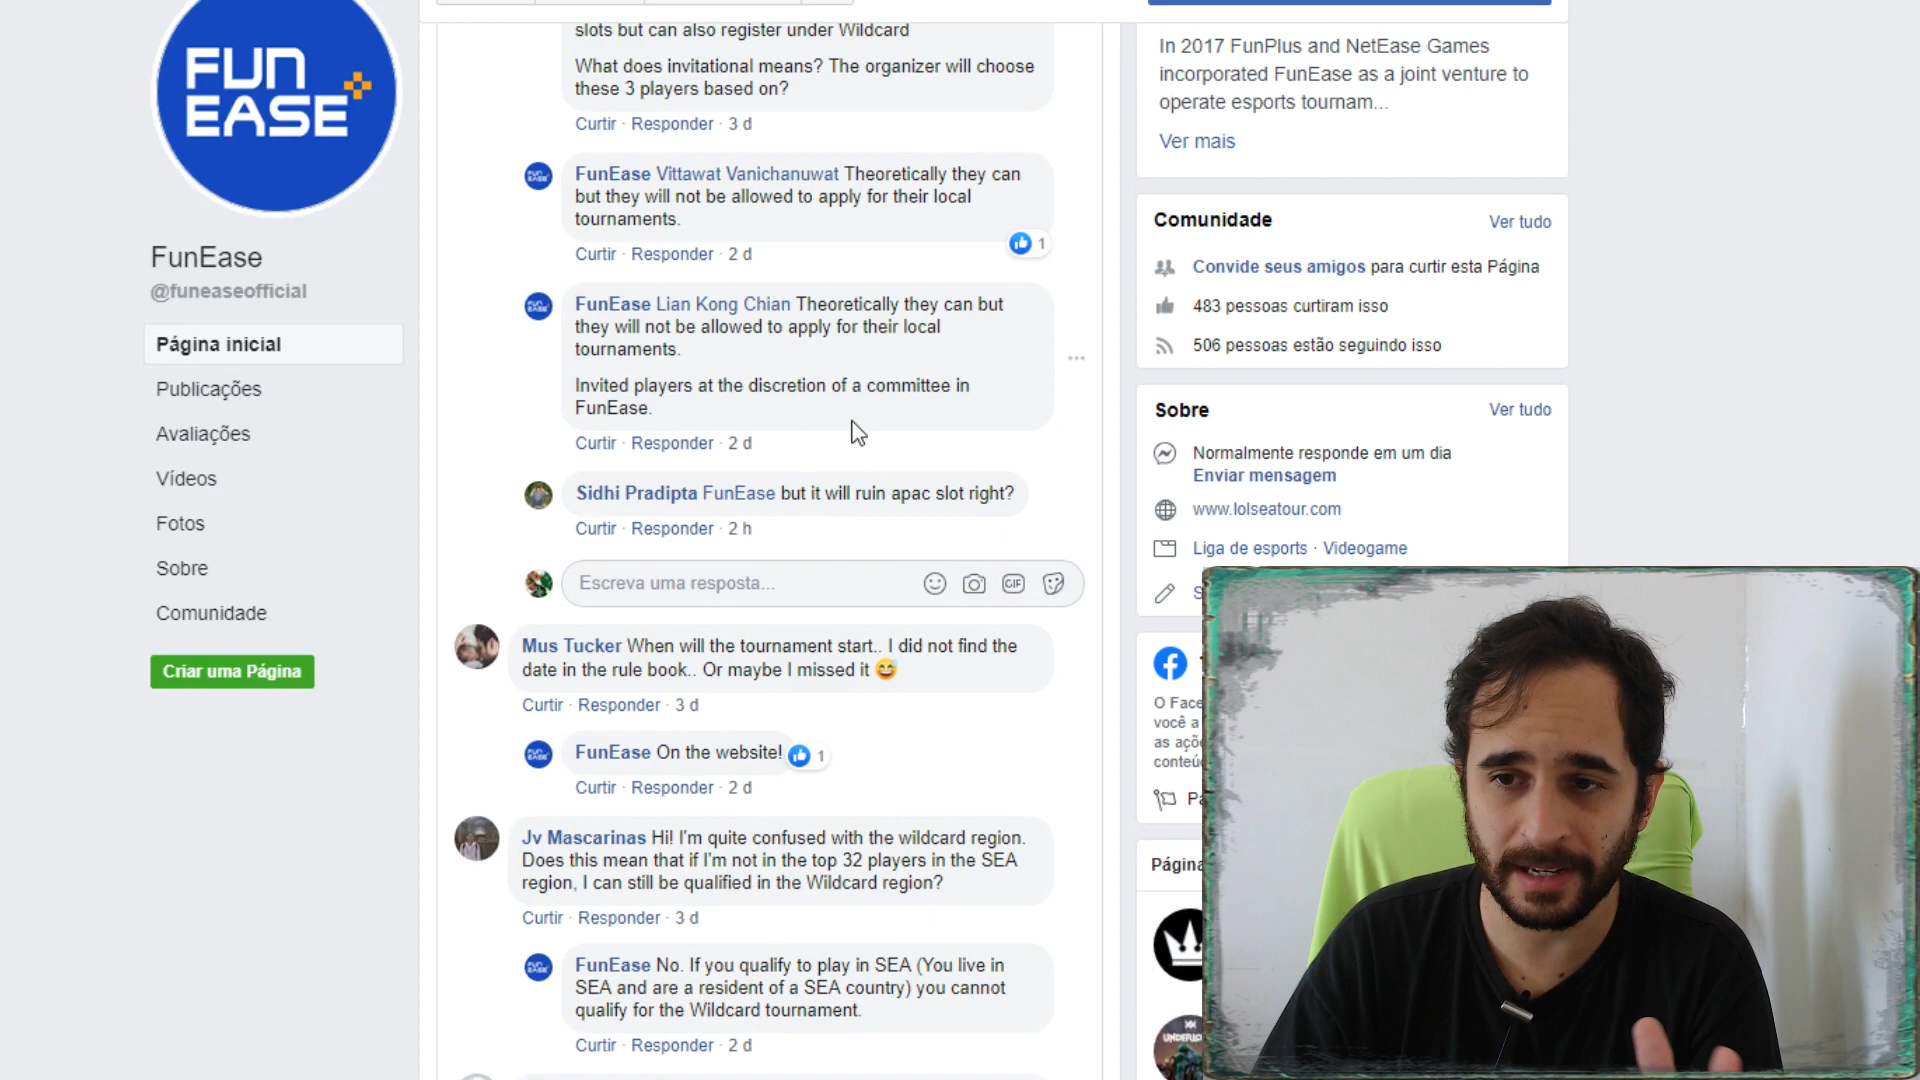 FUN
EASE
FunEase
@funeaseofficial
Página inicial
Publicações
Avaliações
Vídeos
Fotos
Sobre
Comunidade
Criar uma Página
slots but can also register under Wildcard
What does invitational means? The organizer will choose
these 3 players based on?
Curtir · Responder · 3 d
FunEase Vittawat Vanichanuwat Theoretically they can
but they will not be allowed to apply for their local
tournaments.
1
Curtir · Responder · 2 d
FunEase Lian Kong Chian Theoretically they can but
they will not be allowed to apply for their local
tournaments.
Invited players at the discretion of a committee in
FunEase.
Curtir · Responder · 2 d
Sidhi Pradipta FunEase but it will ruin apac slot right?
Curtir · Responder · 2 h
Escreva uma resposta...
GIF
Mus Tucker When will the tournament start.. I did not find the
date in the rule book.. Or maybe I missed it 😅
Curtir · Responder · 3 d
FunEase On the website!
1
Curtir · Responder · 2 d
Jv Mascarinas Hi! I'm quite confused with the wildcard region.
Does this mean that if I'm not in the top 32 players in the SEA
region, I can still be qualified in the Wildcard region?
Curtir · Responder · 3 d
FunEase No. If you qualify to play in SEA (You live in
SEA and are a resident of a SEA country) you cannot
qualify for the Wildcard tournament.
Curtir · Responder · 2 d
In 2017 FunPlus and NetEase Games
incorporated FunEase as a joint venture to
operate esports tournam...
Ver mais
Comunidade
Ver tudo
Convide seus amigos para curtir esta Página
483 pessoas curtiram isso
506 pessoas estão seguindo isso
Sobre
Ver tudo
Normalmente responde em um dia
Enviar mensagem
www.lolseatour.com
Liga de esports · Videogame
S
O Face
você a
as açõe
conteú
Pá
Página